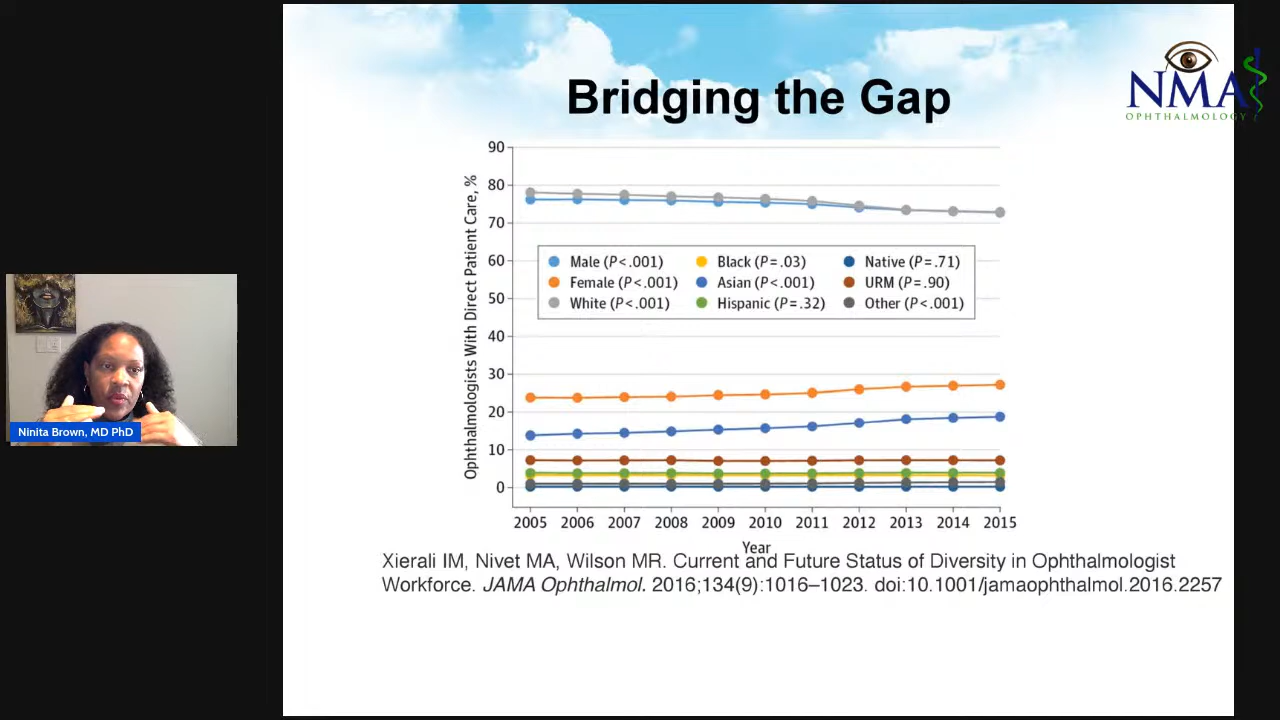 Bridging the Gap
NMA
OPHTHALMOLOGY
Ophthalmologists With Direct Patient Care, %
90
80
70
60
50
40
30
20
10
0
Male (P<.001)
Black (P=.03)
Native (P=.71)
Female (P<.001)
Asian (P<.001)
URM (P=.90)
White (P<.001)
Hispanic (P=.32)
Other (P<.001)
2005 2006 2007 2008 2009 2010 2011 2012 2013 2014 2015
Year
Xierali IM, Nivet MA, Wilson MR. Current and Future Status of Diversity in Ophthalmologist
Workforce. JAMA Ophthalmol. 2016;134(9):1016–1023. doi:10.1001/jamaophthalmol.2016.2257
Ninita Brown, MD PhD